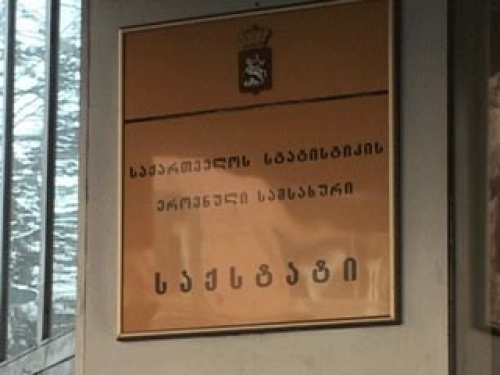 საქართველოს სტატისტიკის
ეროვნული სამსახური
საქსტატი